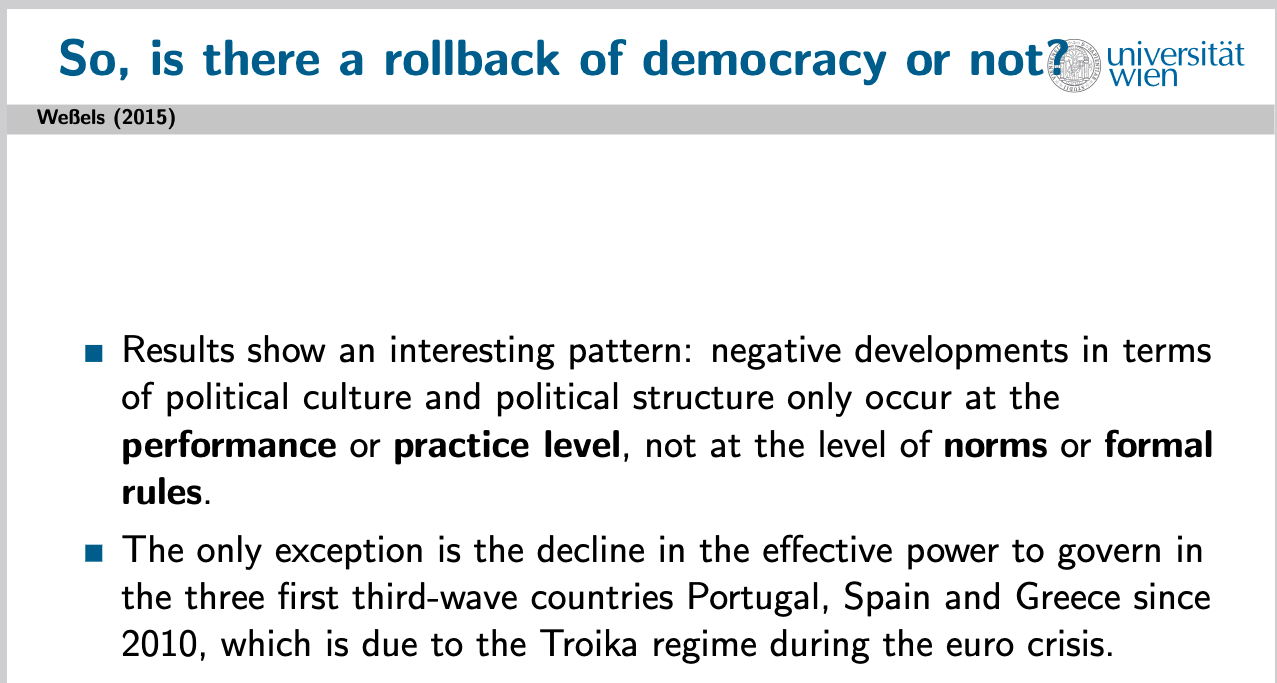 So, is there a rollback of democracy or not?
universität
wien
Weßels (2015)
Results show an interesting pattern: negative developments in terms
of political culture and political structure only occur at the
performance or practice level, not at the level of norms or formal
rules.
The only exception is the decline in the effective power to govern in
the three first third-wave countries Portugal, Spain and Greece since
2010, which is due to the Troika regime during the euro crisis.